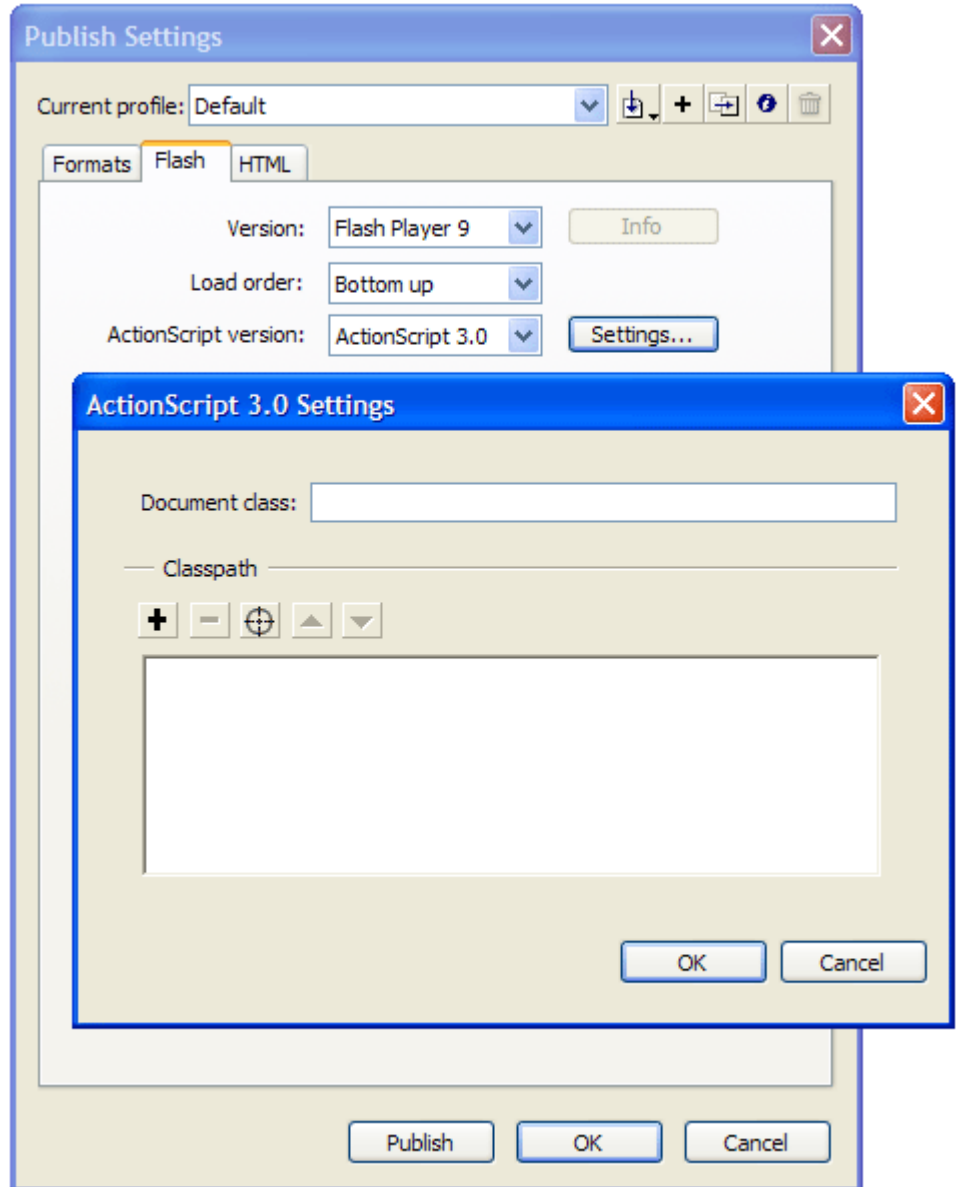 Publish Settings
Current profile: Default
Formats Flash HTML
Version: Flash Player 9 Info
Load order: Bottom up
ActionScript version: ActionScript 3.0 Settings...
ActionScript 3.0 Settings
Document class:
Classpath
OK Cancel
Publish OK Cancel